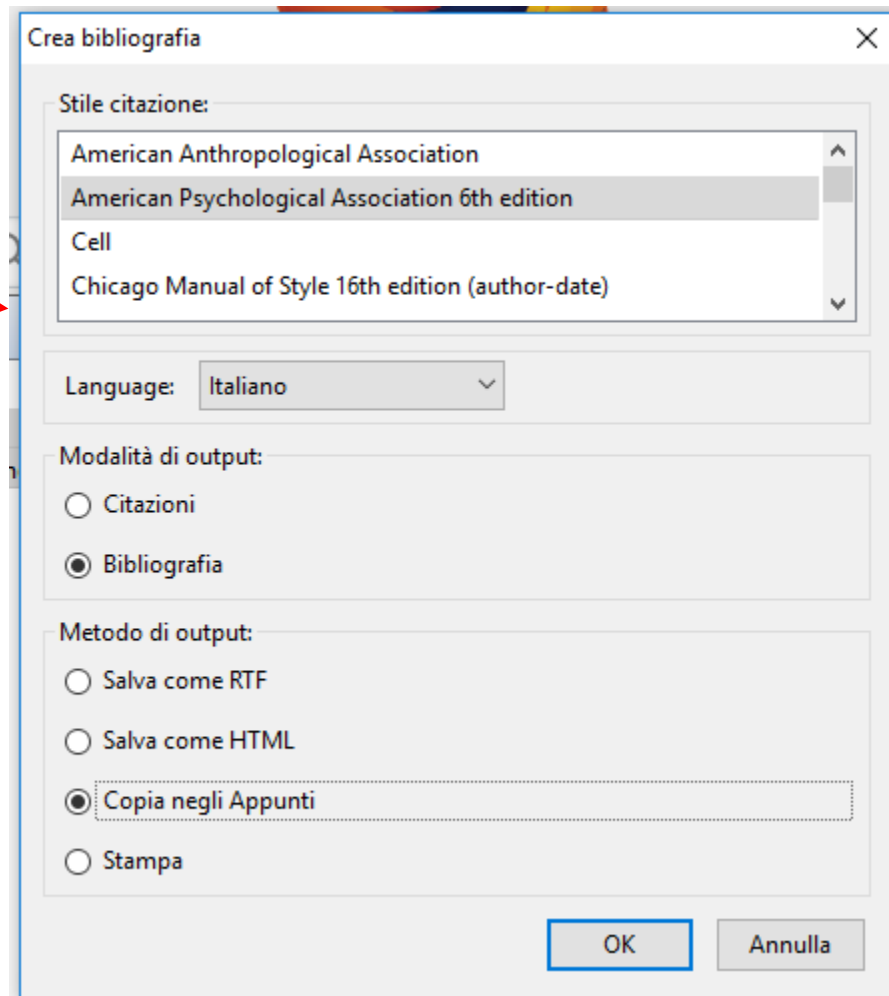 Crea bibliografia
Stile citazione:
American Anthropological Association
American Psychological Association 6th edition
Cell
Chicago Manual of Style 16th edition (author-date)
Language: Italiano
Modalità di output:
Citazioni
Bibliografia
Metodo di output:
Salva come RTF
Salva come HTML
Copia negli Appunti
Stampa
OK Annulla